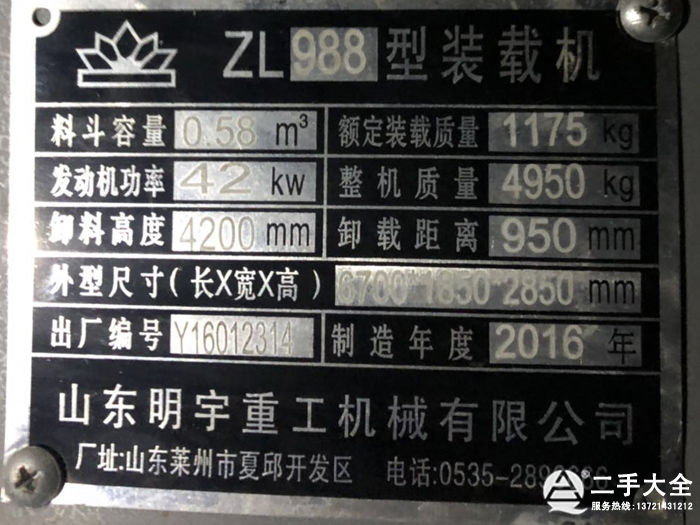 ZL988型装载机
料斗容量 0.58 m³ 额定装载质量 1175 kg
发动机功率 42 kw 整机质量 4950 kg
卸料高度 4200 mm 卸载距离 950 mm
外型尺寸(长X宽X高) 6700*1850*2850 mm
出厂编号 Y16012314 制造年度 2016 年
山东明宇重工机械有限公司
厂址:山东莱州市夏邱开发区 电话:0535-
二手大全
服务热线:13721431212